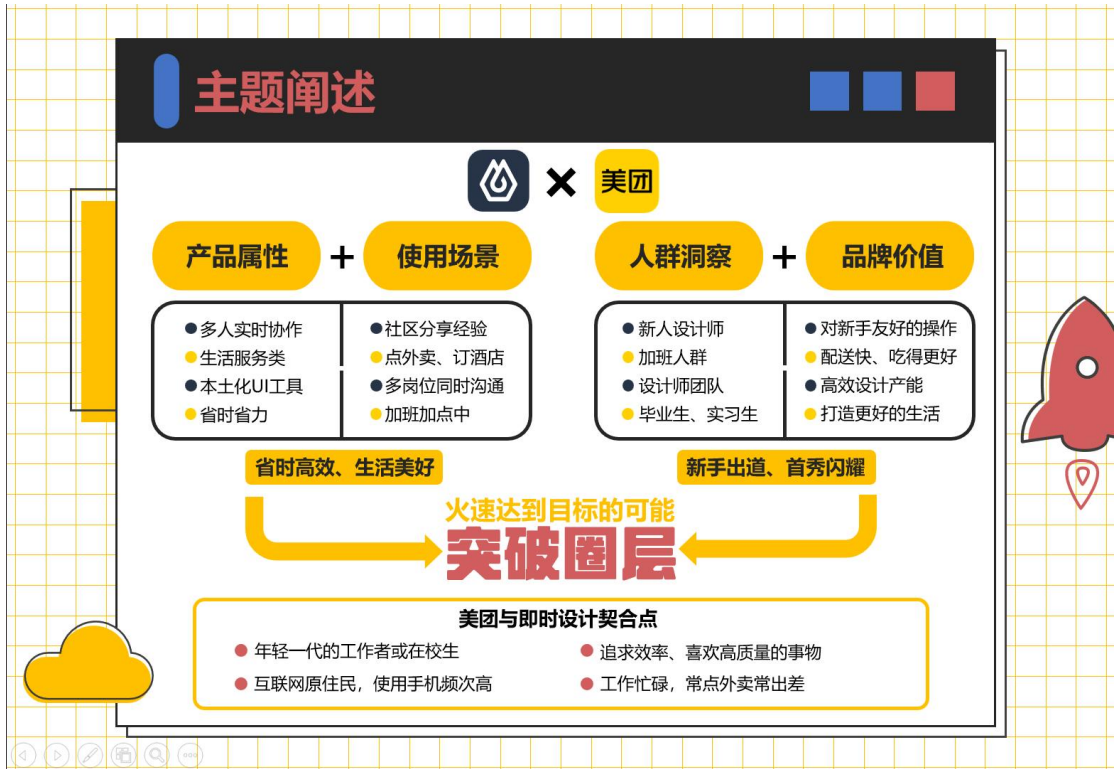 主题阐述
美团
产品属性 + 使用场景
人群洞察 + 品牌价值
多人实时协作
生活服务类
本土化UI工具
省时省力
社区分享经验
点外卖、订酒店
多岗位同时沟通
加班加点中
新人设计师
加班人群
设计师团队
毕业生、实习生
对新手友好的操作
配送快、吃得更好
高效设计产能
打造更好的生活
省时高效、生活美好
新手出道、首秀闪耀
火速达到目标的可能
突破圈层
美团与即时设计契合点
年轻一代的工作者或在校生
互联网原住民，使用手机频次高
追求效率、喜欢高质量的事物
工作忙碌，常点外卖常出差